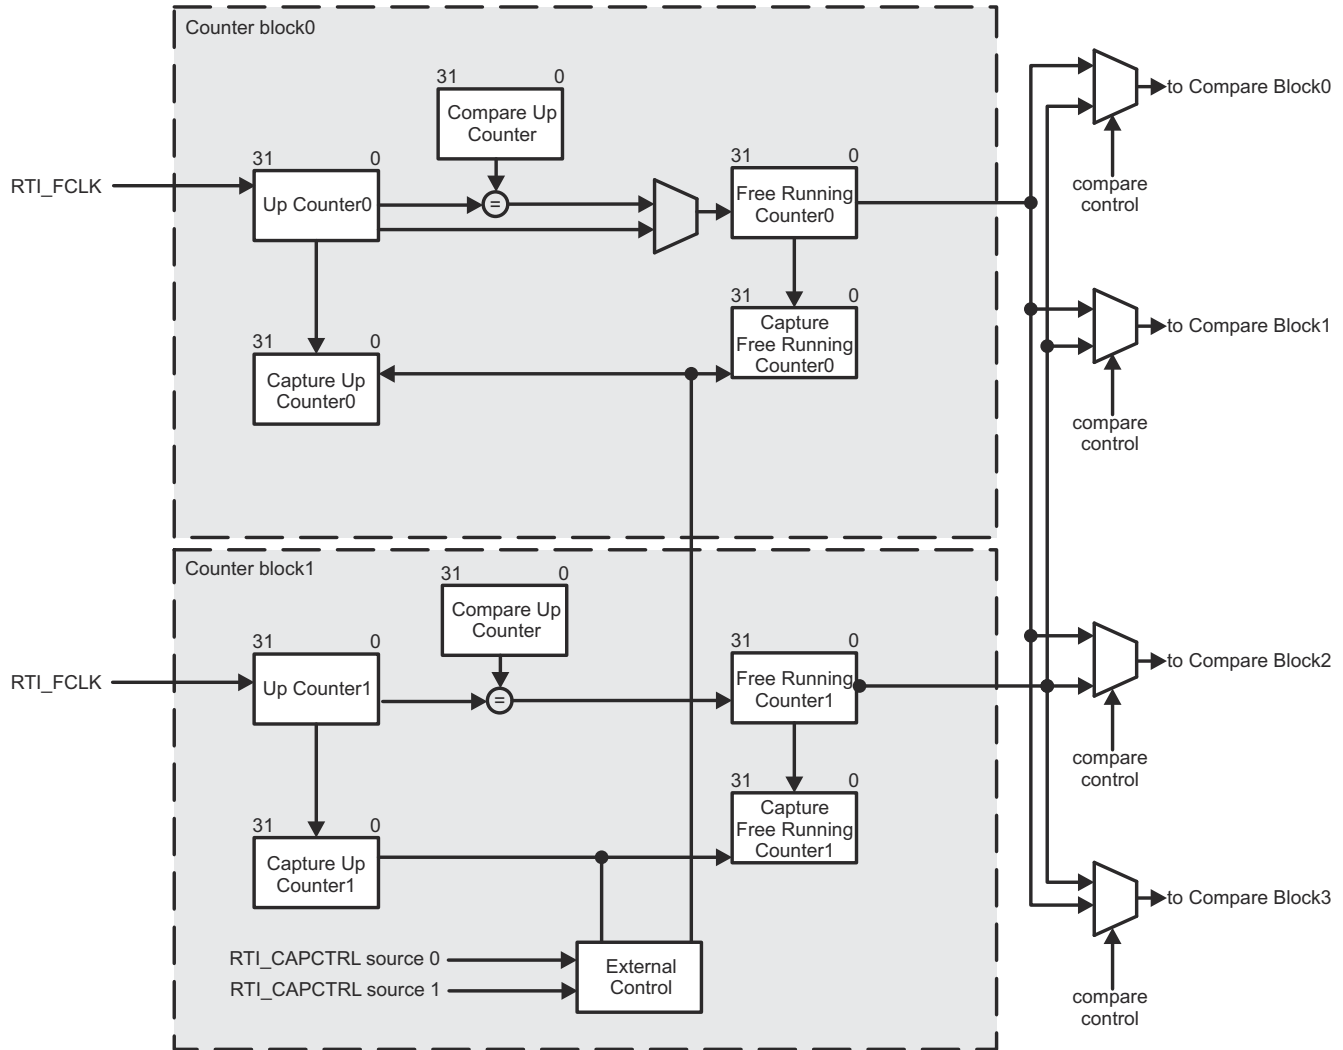 Counter block0
31 0
Compare Up
Counter
to Compare Block0
RTI_FCLK
31 0
Up Counter0
=
31 0
Free Running
Counter0
compare
control
31 0
Capture
Free Running
Counter0
to Compare Block1
31 0
Capture Up
Counter0
compare
control
Counter block1
31 0
Compare Up
Counter
RTI_FCLK
31 0
Up Counter1
=
31 0
Free Running
Counter1
to Compare Block2
compare
control
31 0
Capture
Free Running
Counter1
31 0
Capture Up
Counter1
to Compare Block3
RTI_CAPCTRL source 0
RTI_CAPCTRL source 1
External
Control
compare
control